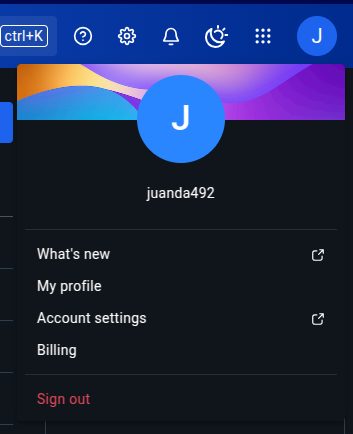 ctrl+K
J
J
juanda492
What's new
My profile
Account settings
Billing
Sign out